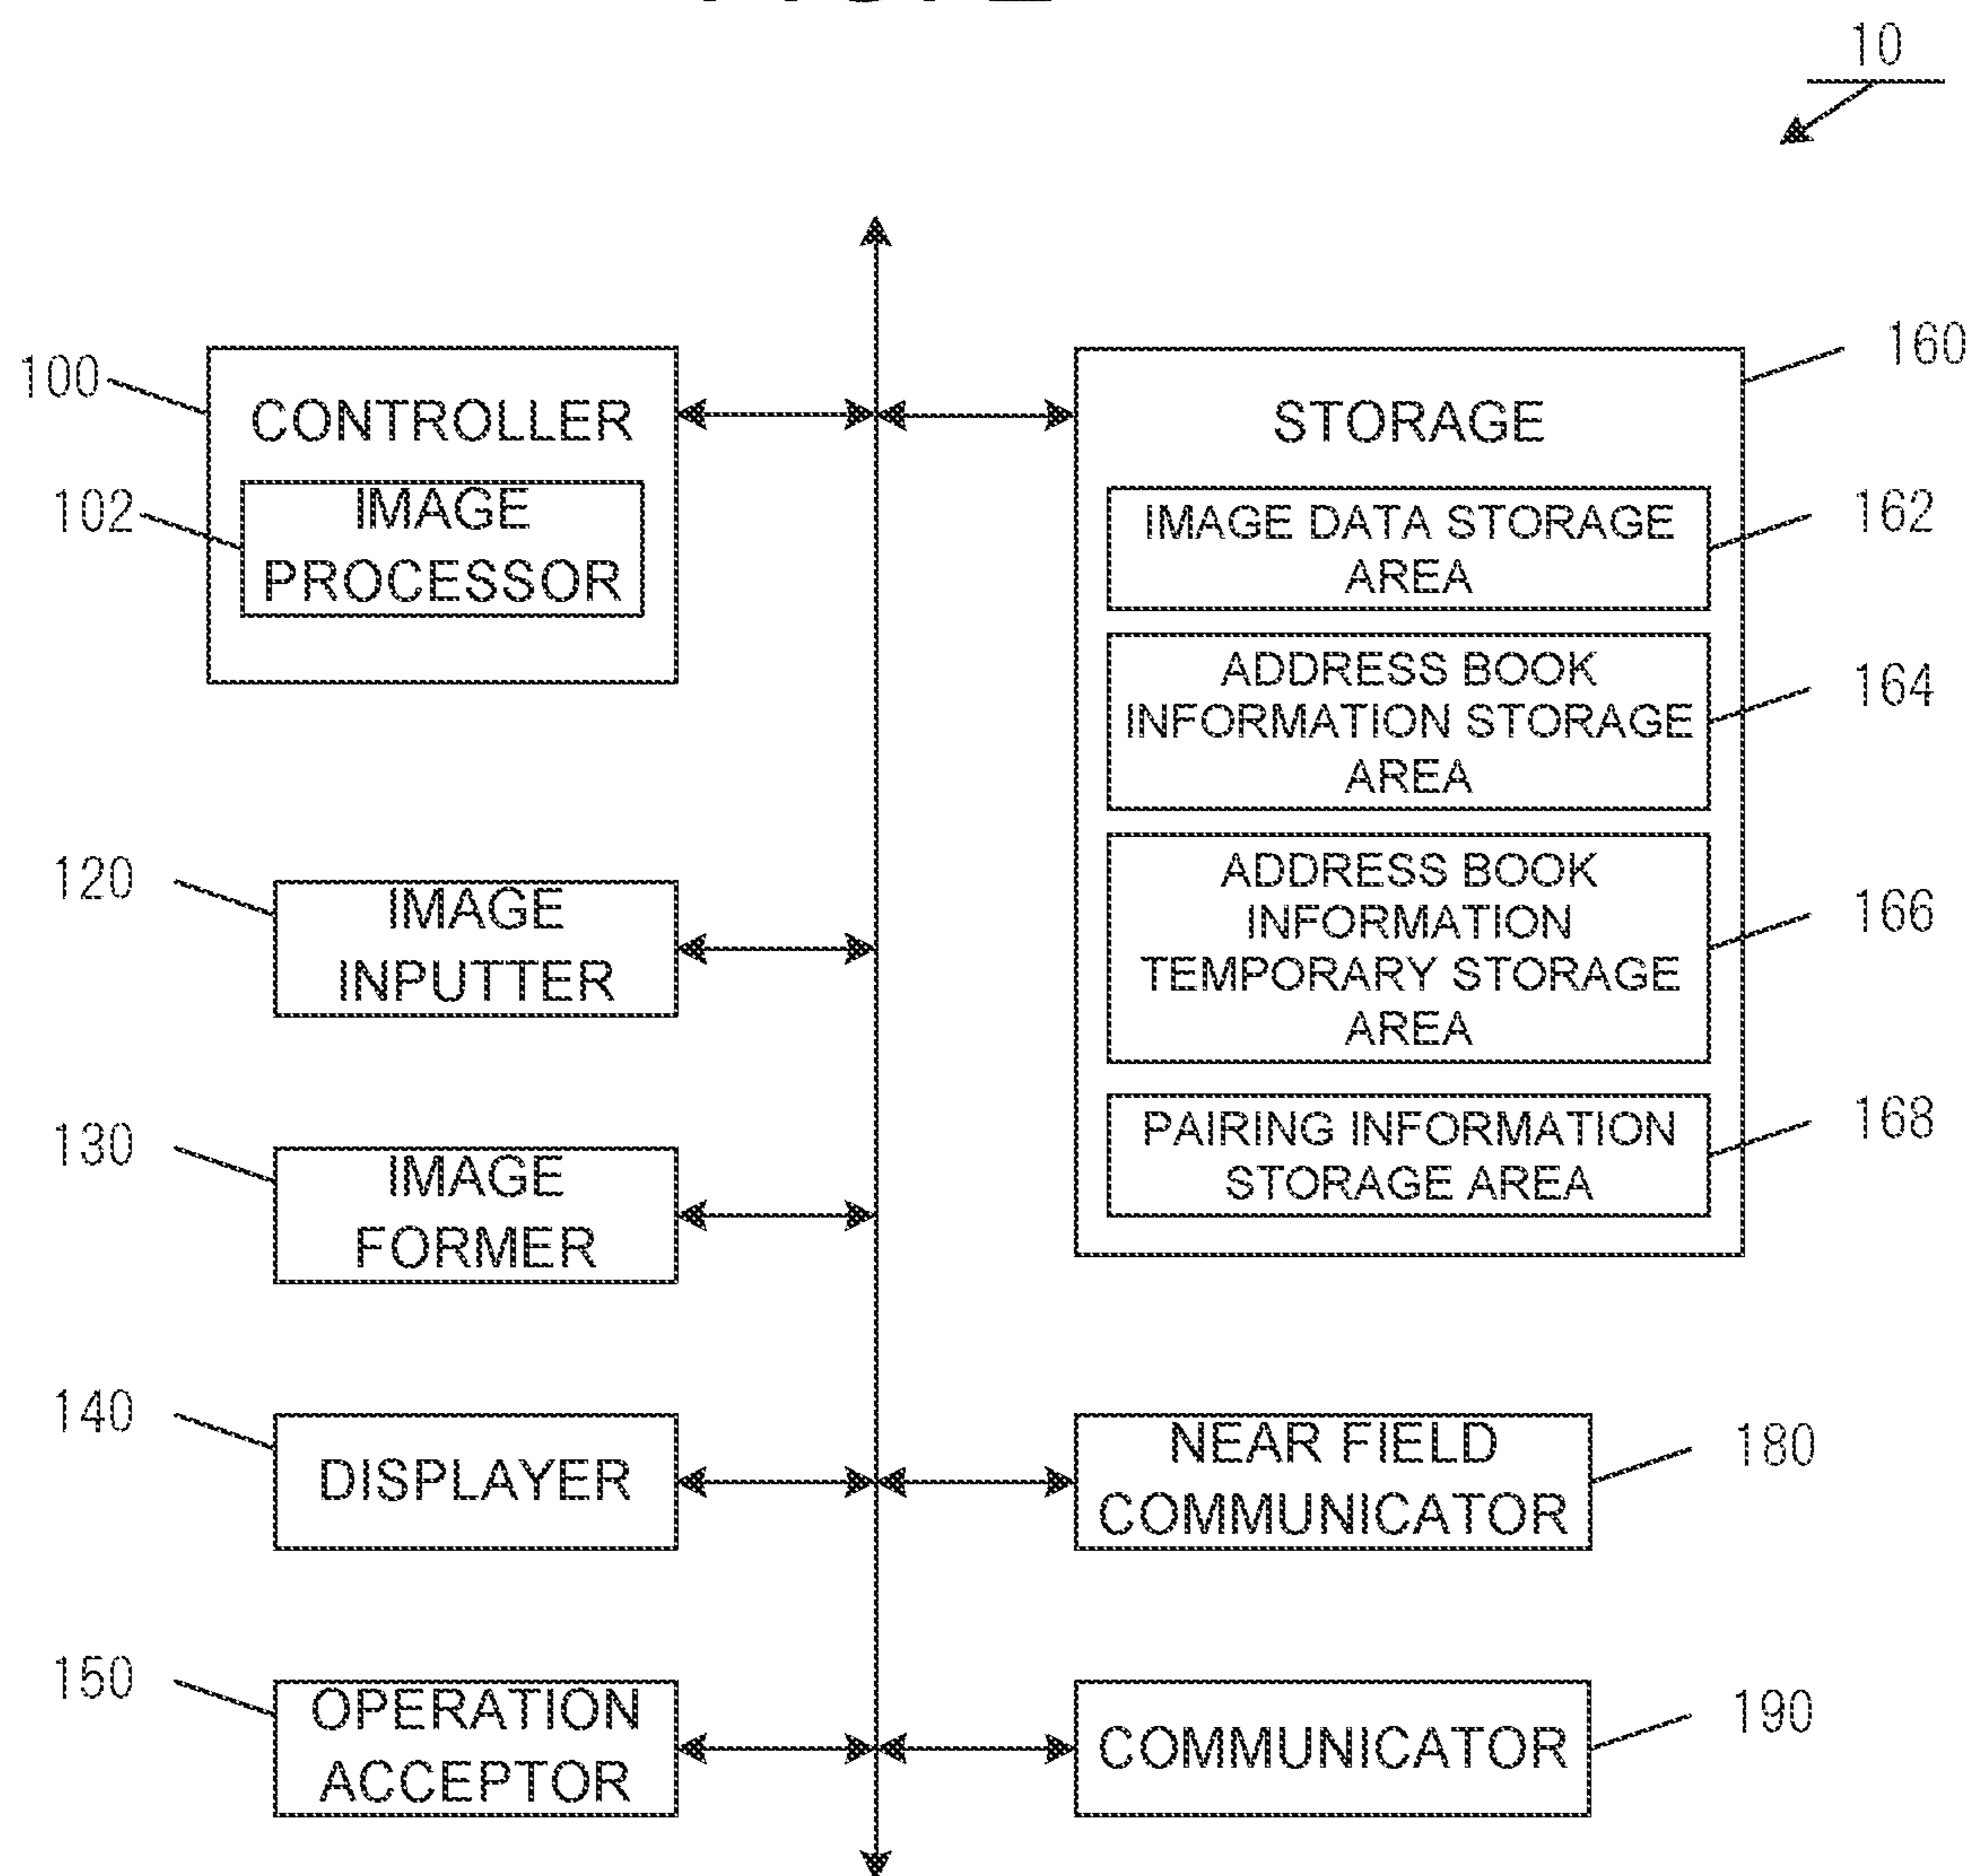 10
100
CONTROLLER
102
IMAGE
PROCESSOR
120
IMAGE
INPUTTER
130
IMAGE
FORMER
140
DISPLAYER
150
OPERATION
ACCEPTOR
160
STORAGE
IMAGE DATA STORAGE
AREA
162
ADDRESS BOOK
INFORMATION STORAGE
AREA
164
ADDRESS BOOK
INFORMATION
TEMPORARY STORAGE
AREA
166
PAIRING INFORMATION
STORAGE AREA
168
NEAR FIELD
COMMUNICATOR
180
COMMUNICATOR
190